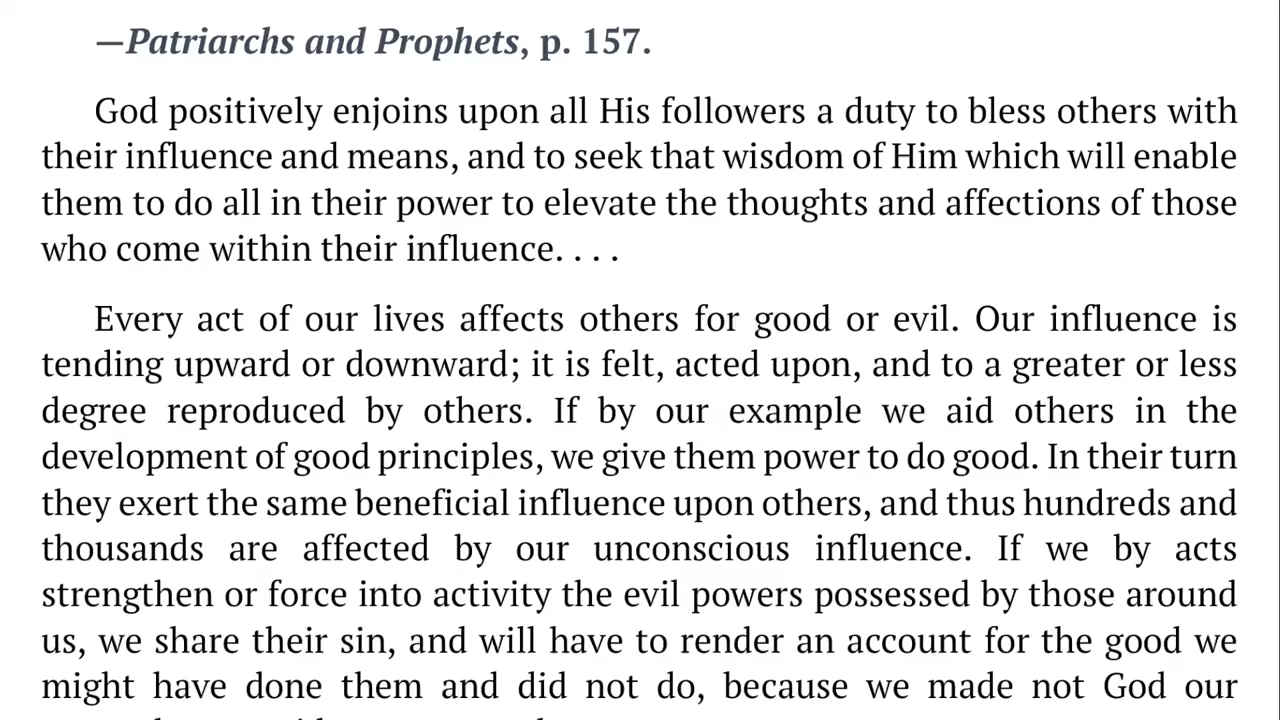 —Patriarchs and Prophets, p. 157.
God positively enjoins upon all His followers a duty to bless others with
their influence and means, and to seek that wisdom of Him which will enable
them to do all in their power to elevate the thoughts and affections of those
who come within their influence. . . .
Every act of our lives affects others for good or evil. Our influence is
tending upward or downward; it is felt, acted upon, and to a greater or less
degree reproduced by others. If by our example we aid others in the
development of good principles, we give them power to do good. In their turn
they exert the same beneficial influence upon others, and thus hundreds and
thousands are affected by our unconscious influence. If we by acts
strengthen or force into activity the evil powers possessed by those around
us, we share their sin, and will have to render an account for the good we
might have done them and did not do, because we made not God our